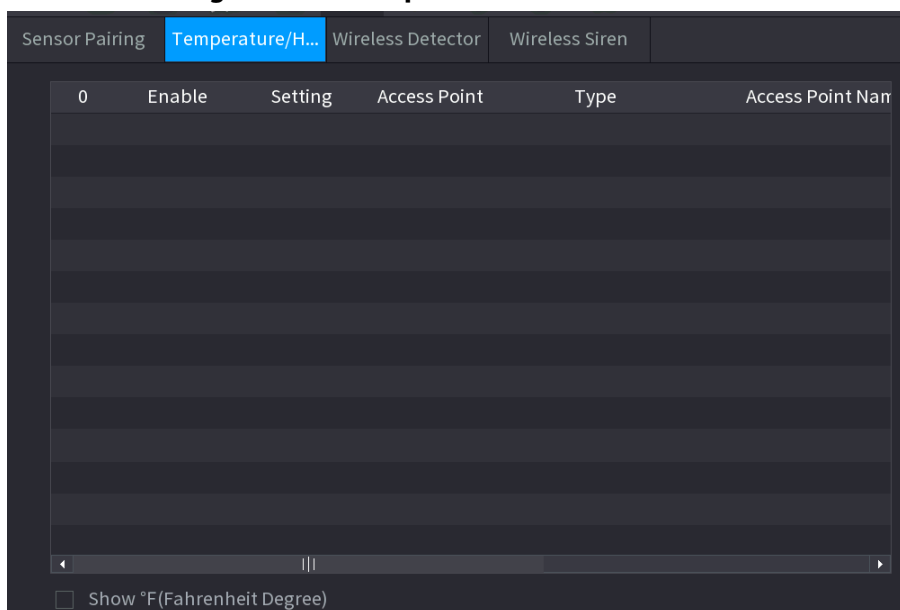 Sensor Pairing Temperature/H... Wireless Detector Wireless Siren
0 Enable Setting Access Point Type Access Point Nam
Show °F(Fahrenheit Degree)